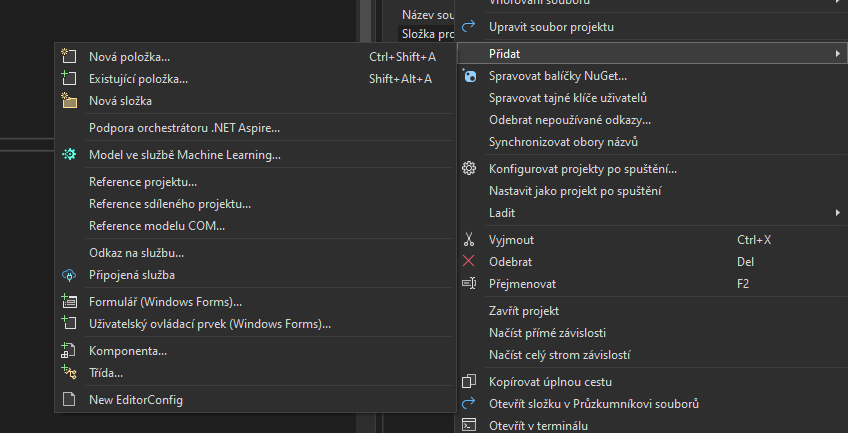 Název sou
Složka pro
Vnořování souborů
Upravit soubor projektu
Přidat
Spravovat balíčky NuGet...
Spravovat tajné klíče uživatelů
Odebrat nepoužívané odkazy...
Synchronizovat obory názvů
Konfigurovat projekty po spuštění...
Nastavit jako projekt po spuštění
Ladit
Vyjmout Ctrl+X
Odebrat Del
Přejmenovat F2
Zavřít projekt
Načíst přímé závislosti
Načíst celý strom závislostí
Kopírovat úplnou cestu
Otevřít složku v Průzkumníkovi souborů
Otevřít v terminálu
Nová položka... Ctrl+Shift+A
Existující položka... Shift+Alt+A
Nová složka
Podpora orchestrátoru .NET Aspire...
Model ve službě Machine Learning...
Reference projektu...
Reference sdíleného projektu...
Reference modelu COM...
Odkaz na službu...
Připojená služba
Formulář (Windows Forms)...
Uživatelský ovládací prvek (Windows Forms)...
Komponenta...
Třída...
New EditorConfig